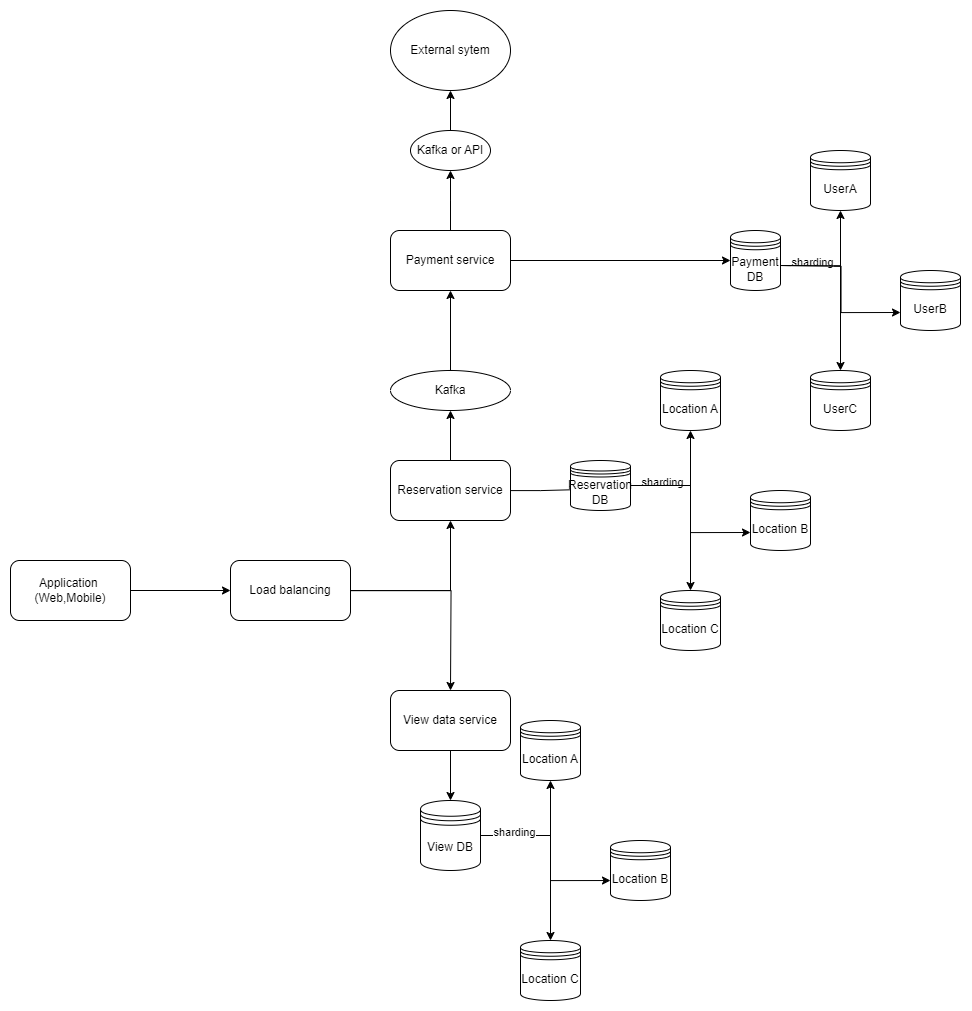 External sytem
Kafka or API
UserA
Payment service
Payment
DB
sharding
UserB
Kafka
Location A
UserC
Reservation service
Reservation
DB
sharding
Location B
Application
(Web,Mobile)
Load balancing
Location C
View data service
Location A
View DB
sharding
Location B
Location C